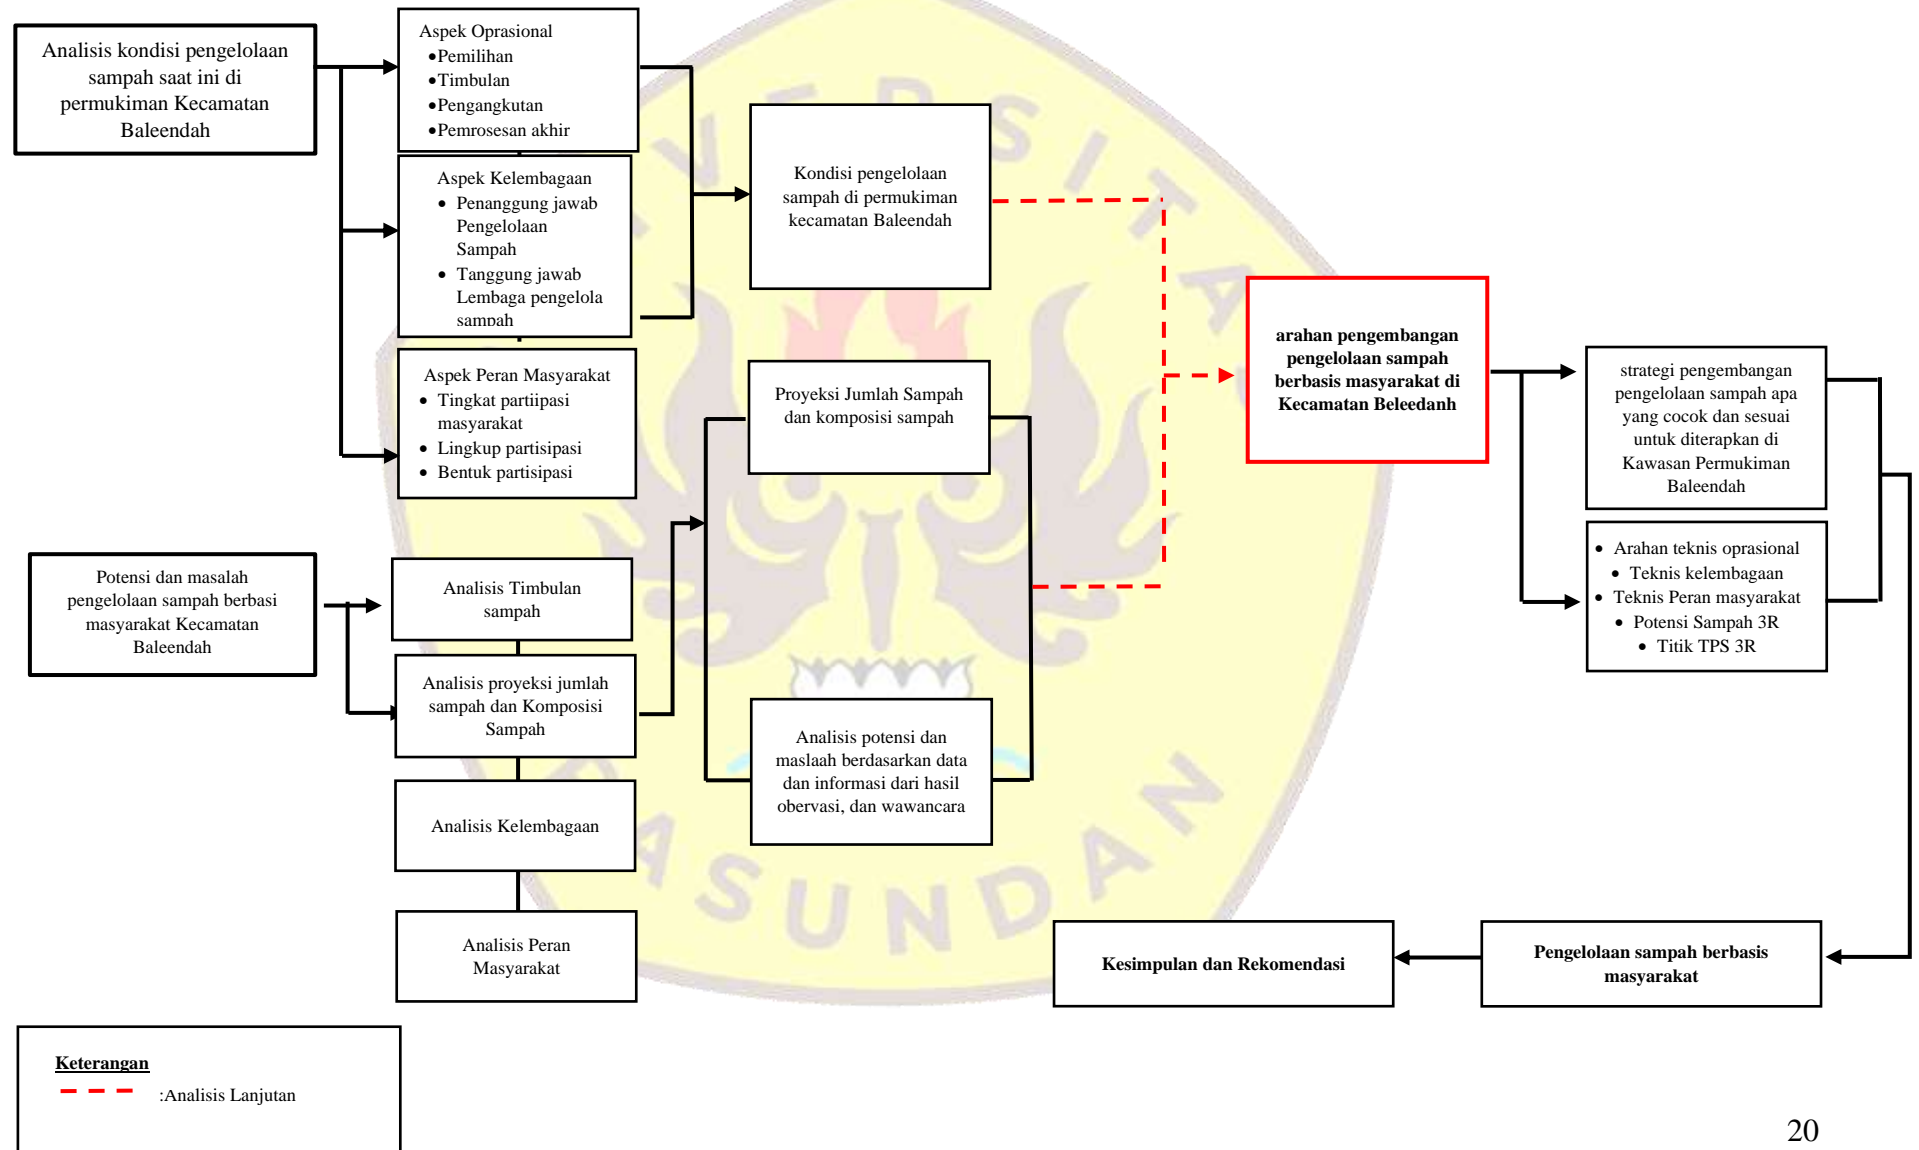 Analisis kondisi pengelolaan
sampah saat ini di
permukiman Kecamatan
Baleendah
Aspek Oprasional
•Pemilihan
•Timbulan
•Pengangkutan
•Pemrosesan akhir
Aspek Kelembagaan
• Penanggung jawab
Pengelolaan
Sampah
• Tanggung jawab
Lembaga pengelola
sampah
Aspek Peran Masyarakat
• Tingkat partiipasi
masyarakat
• Lingkup partisipasi
• Bentuk partisipasi
Kondisi pengelolaan
sampah di permukiman
kecamatan Baleendah
Potensi dan masalah
pengelolaan sampah berbasi
masyarakat Kecamatan
Baleendah
Analisis Timbulan
sampah
Analisis proyeksi jumlah
sampah dan Komposisi
Sampah
Analisis Kelembagaan
Analisis Peran
Masyarakat
Proyeksi Jumlah Sampah
dan komposisi sampah
Analisis potensi dan
maslaah berdasarkan data
dan informasi dari hasil
obervasi, dan wawancara
arahan pengembangan
pengelolaan sampah
berbasis masyarakat di
Kecamatan Beleedanh
strategi pengembangan
pengelolaan sampah apa
yang cocok dan sesuai
untuk diterapkan di
Kawasan Permukiman
Baleendah
• Arahan teknis oprasional
• Teknis kelembagaan
• Teknis Peran masyarakat
• Potensi Sampah 3R
• Titik TPS 3R
Pengelolaan sampah berbasis
masyarakat
Kesimpulan dan Rekomendasi
Keterangan
:Analisis Lanjutan
20
VERSITAS
PASUNDAN